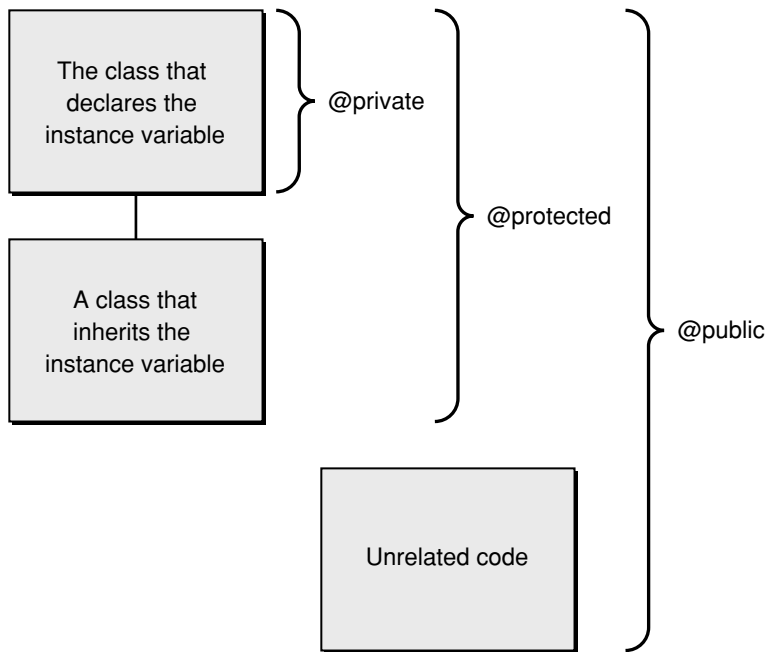 The class that
declares the
instance variable
@private
@protected
A class that
inherits the
instance variable
@public
Unrelated code